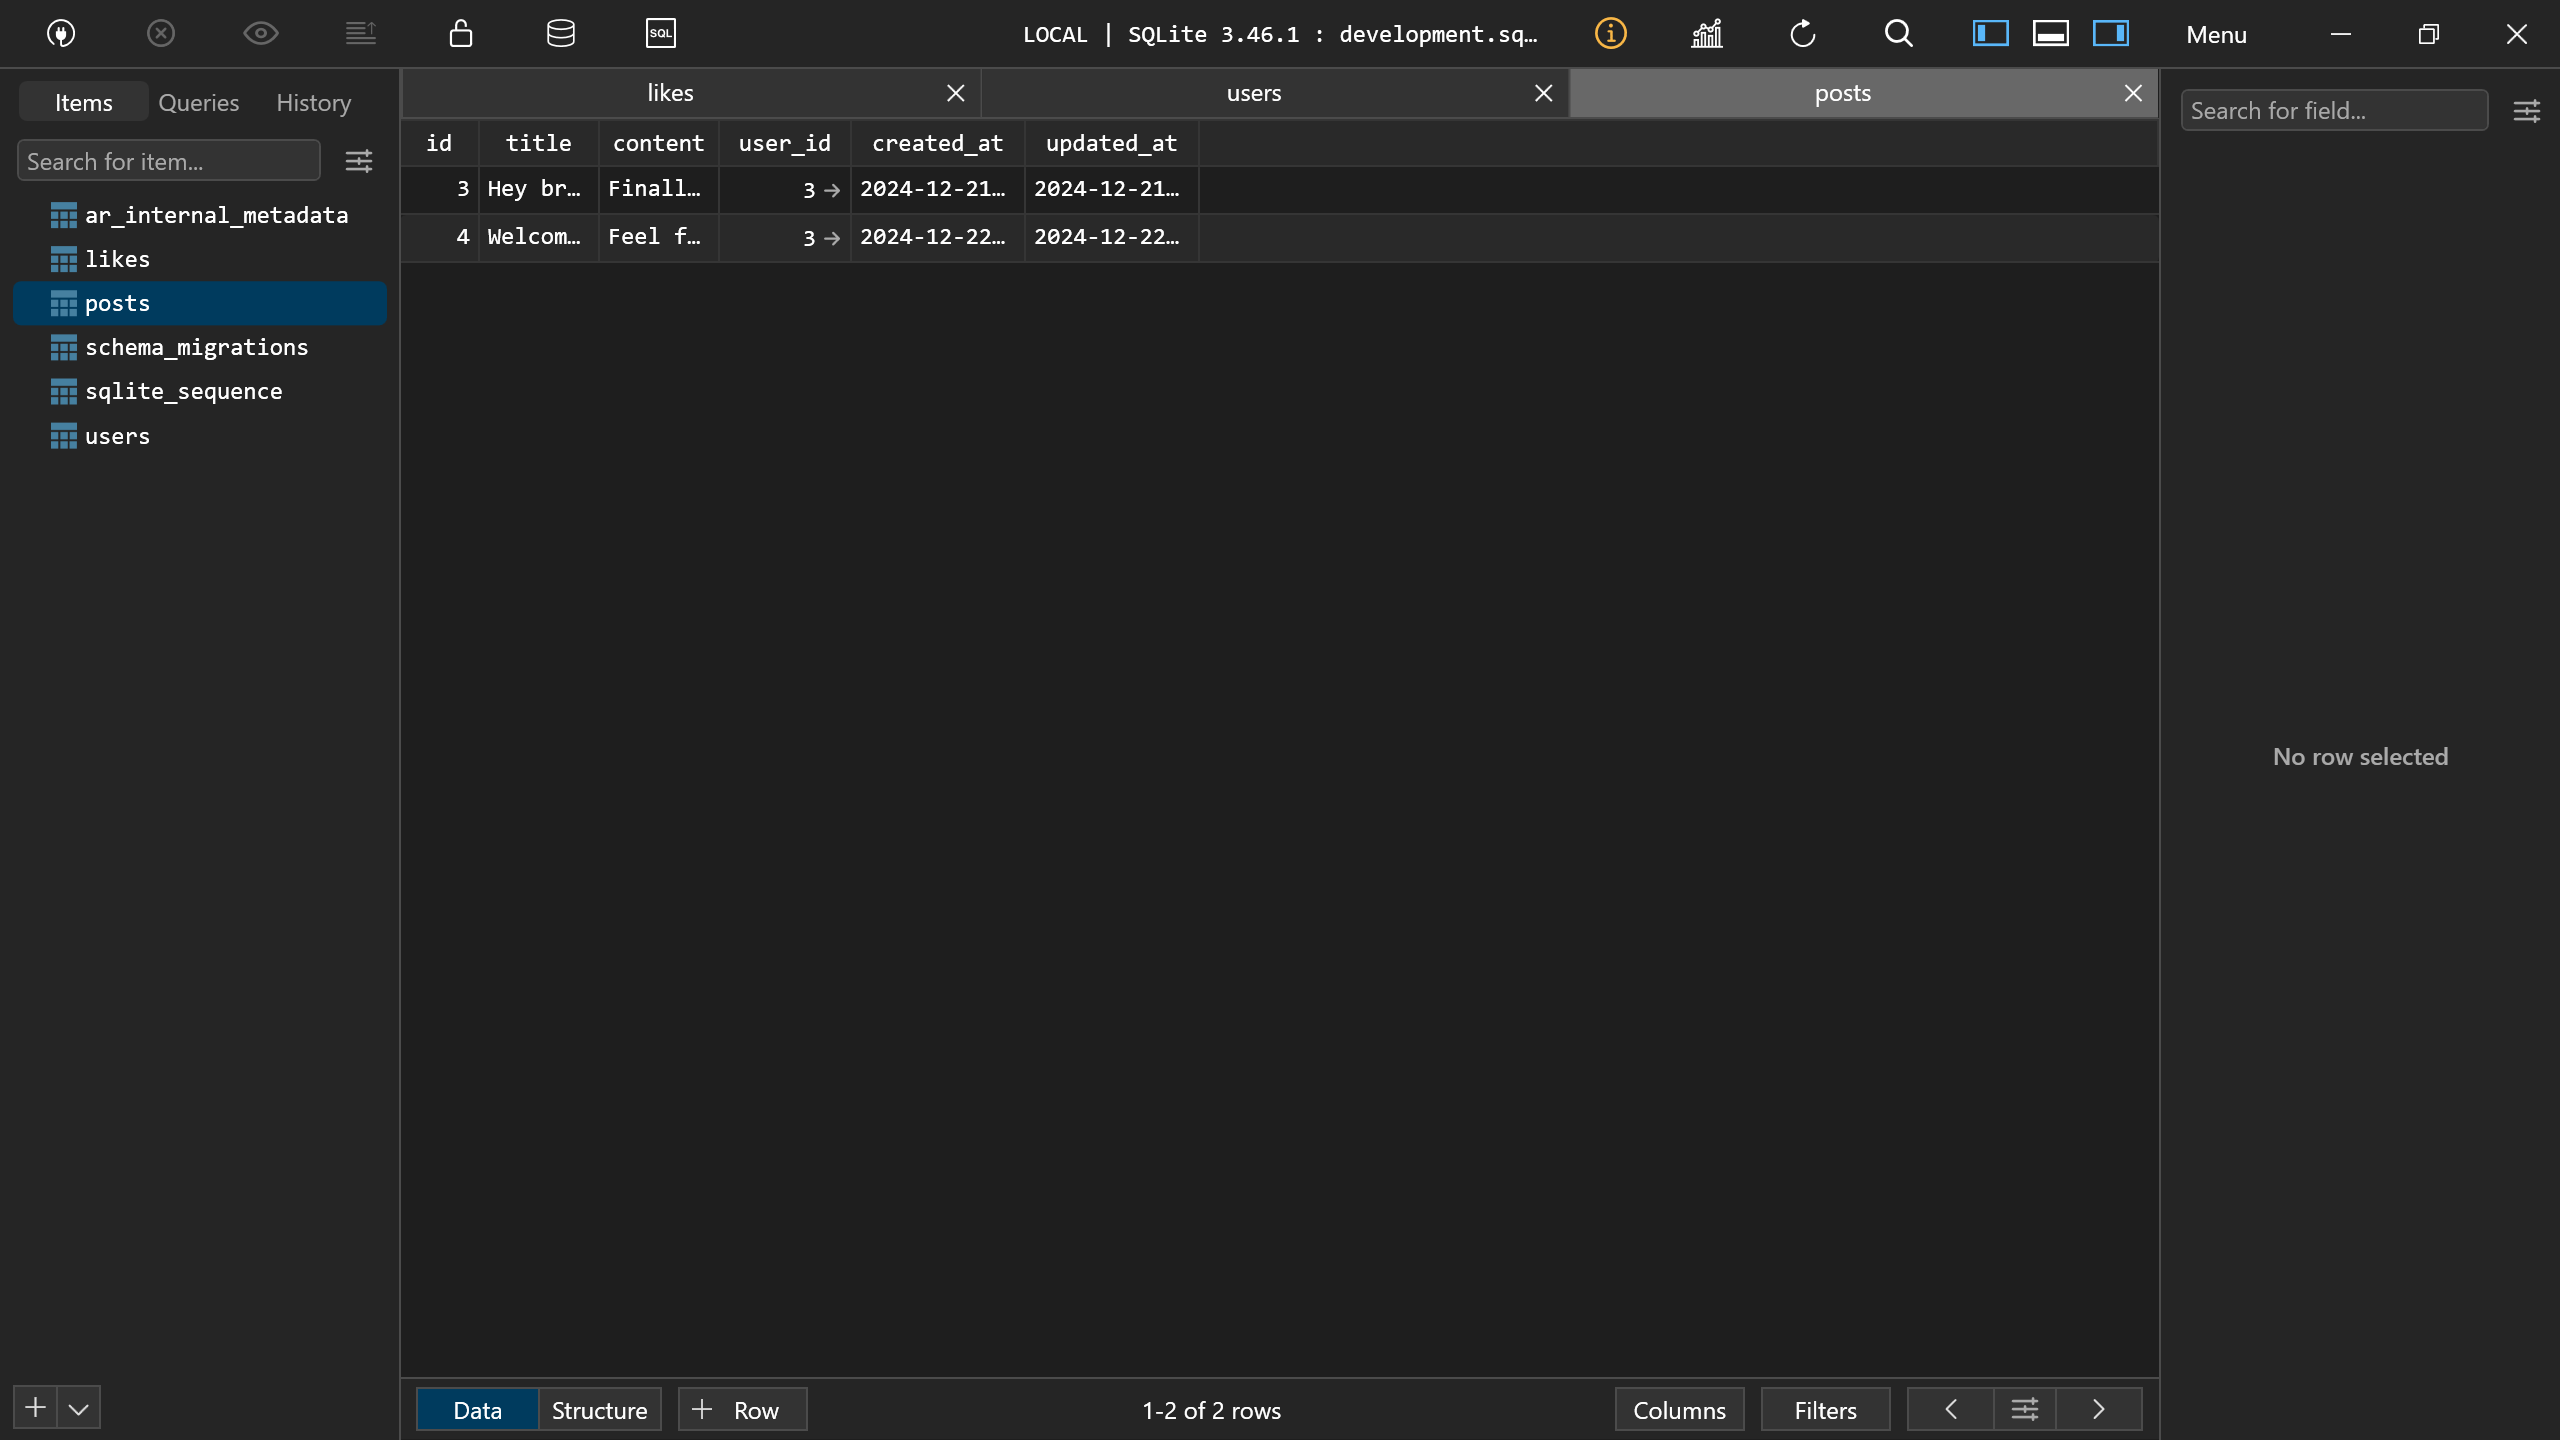 SQL
LOCAL | SQLite 3.46.1 : development.sq…
Menu
Items Queries History
Search for item...
ar_internal_metadata
likes
posts
schema_migrations
sqlite_sequence
users
likes users posts
id title content user_id created_at updated_at
3 Hey br… Finall… 3 → 2024-12-21… 2024-12-21…
4 Welcom… Feel f… 3 → 2024-12-22… 2024-12-22…
Search for field...
No row selected
Data Structure + Row
1-2 of 2 rows
Columns Filters